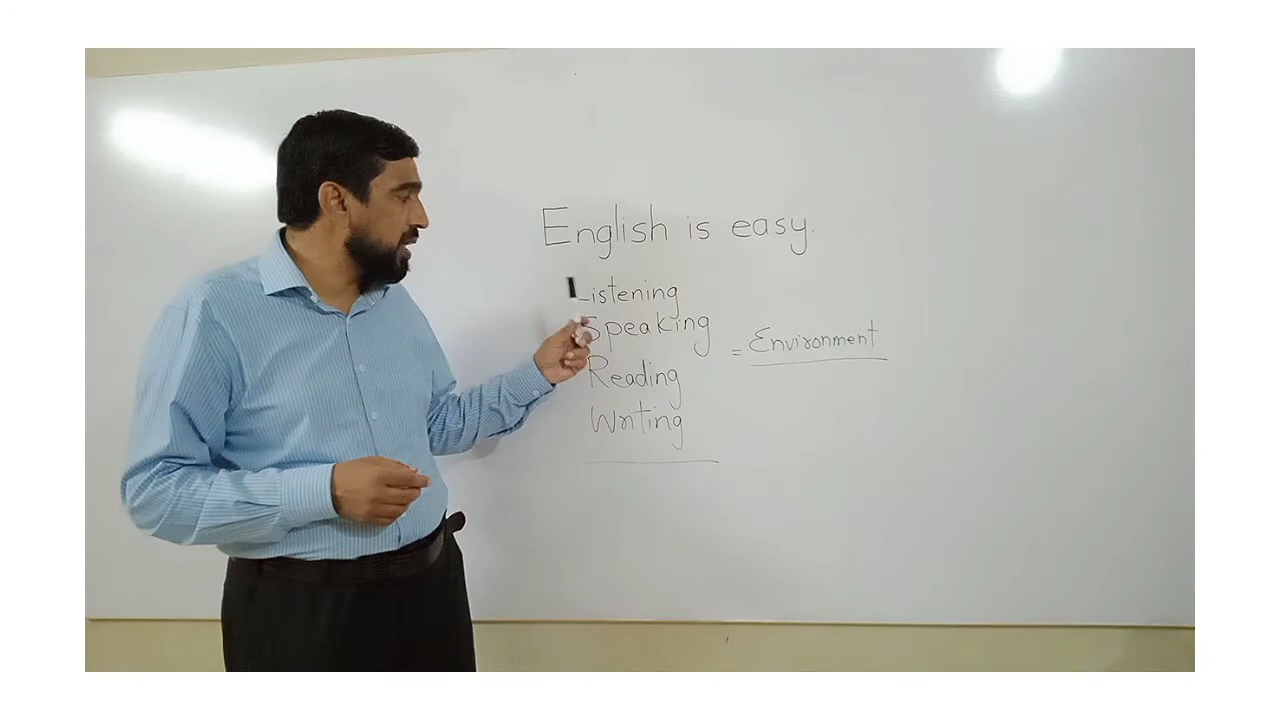 English is easy.
Listening
Speaking
= Environment
Reading
Writing